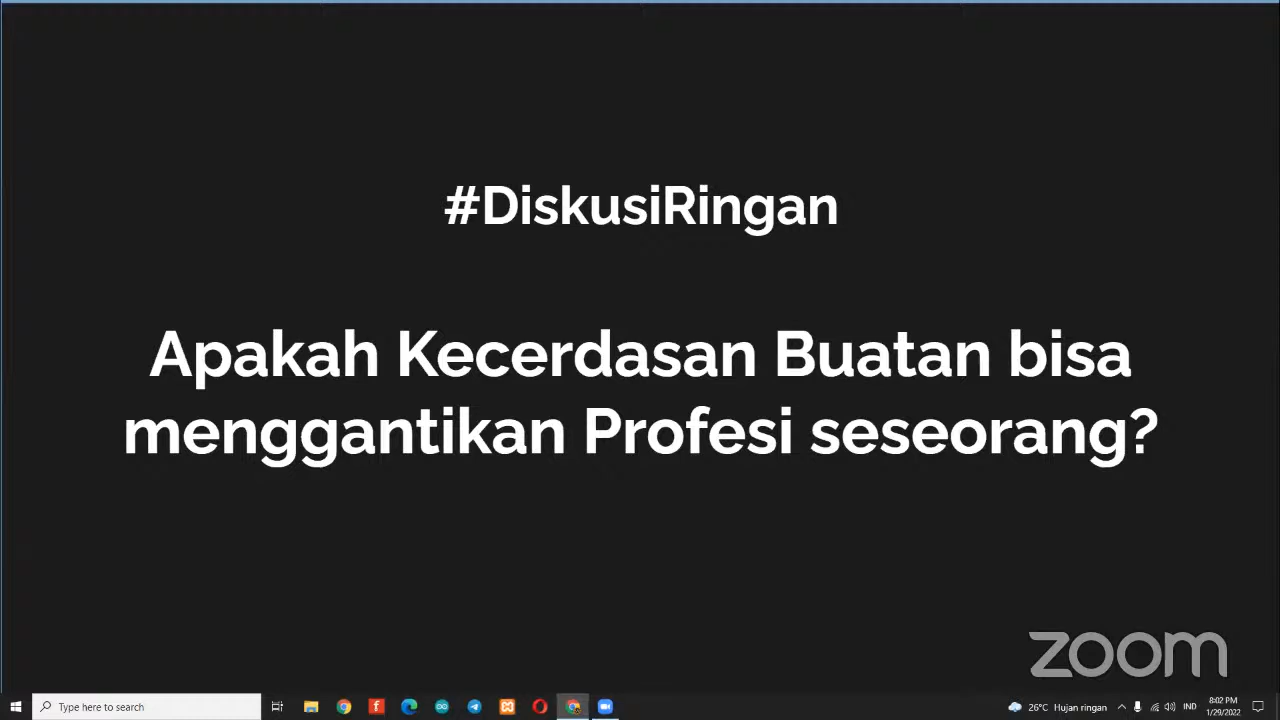 #DiskusiRingan
Apakah Kecerdasan Buatan bisa
menggantikan Profesi seseorang?
zoom
Type here to search
26°C Hujan ringan
IND
8:02 PM
1/29/2022